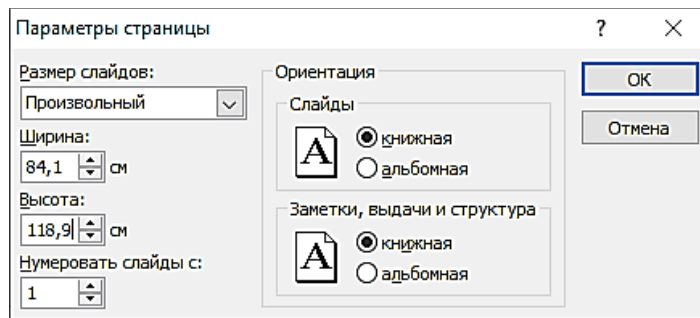 Параметры страницы
?
Размер слайдов:
Произвольный
Ширина:
84,1 см
Высота:
118,9 см
Нумеровать слайды с:
1
Ориентация
Слайды
A
книжная
альбомная
Заметки, выдачи и структура
A
книжная
альбомная
ОК
Отмена